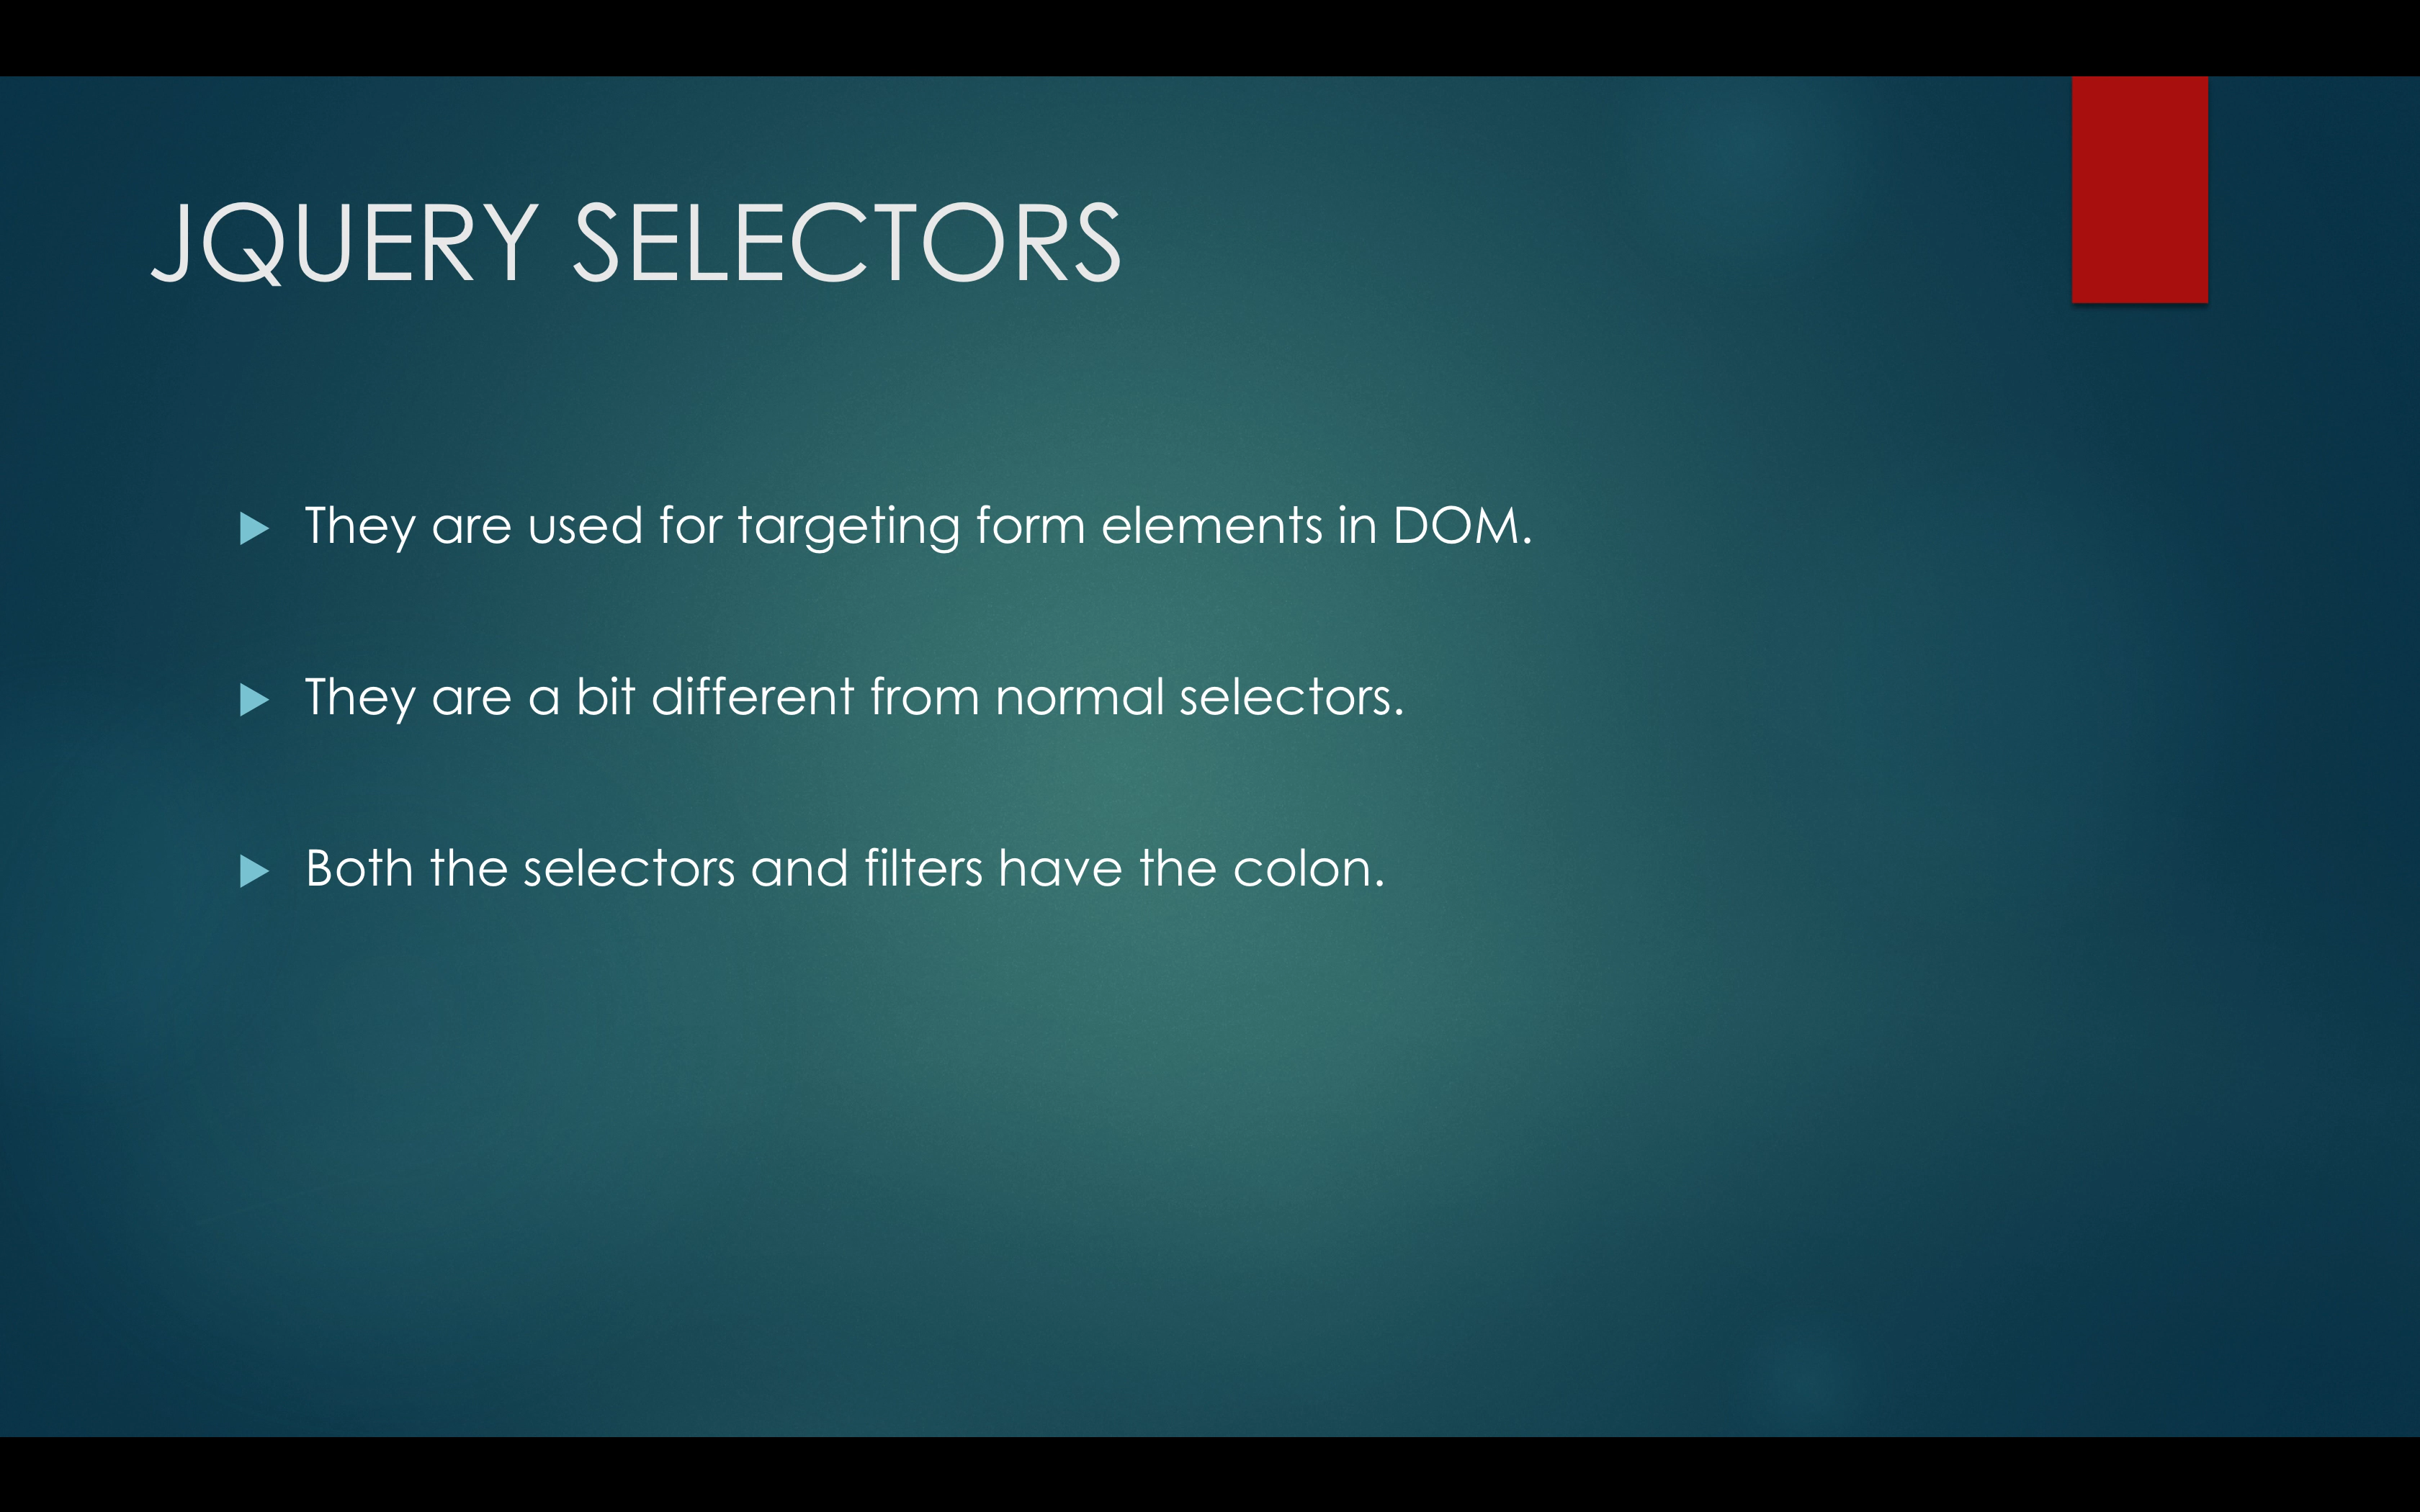 JQUERY SELECTORS
They are used for targeting form elements in DOM.
They are a bit different from normal selectors.
Both the selectors and filters have the colon.